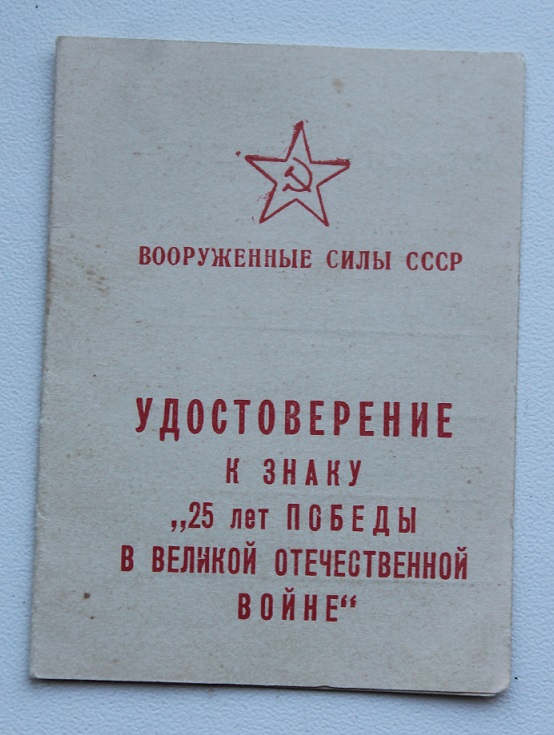 ВООРУЖЕННЫЕ СИЛЫ СССР
УДОСТОВЕРЕНИЕ
К ЗНАКУ
„25 лет ПОБЕДЫ
В ВЕЛИКОЙ ОТЕЧЕСТВЕННОЙ
ВОЙНЕ“